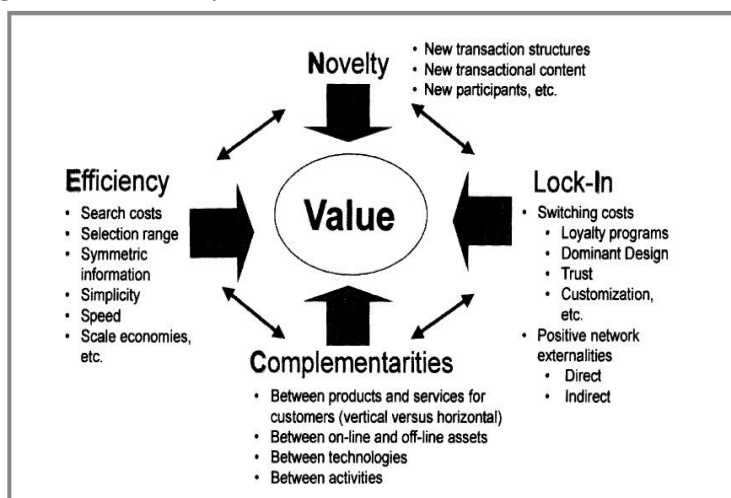 Novelty
• New transaction structures
• New transactional content
• New participants, etc.
Efficiency
• Search costs
• Selection range
• Symmetric
information
• Simplicity
• Speed
• Scale economies,
etc.
Value
Lock-In
• Switching costs
• Loyalty programs
• Dominant Design
• Trust
• Customization,
etc.
• Positive network
externalities
• Direct
• Indirect
Complementarities
• Between products and services for
customers (vertical versus horizontal)
• Between on-line and off-line assets
• Between technologies
• Between activities